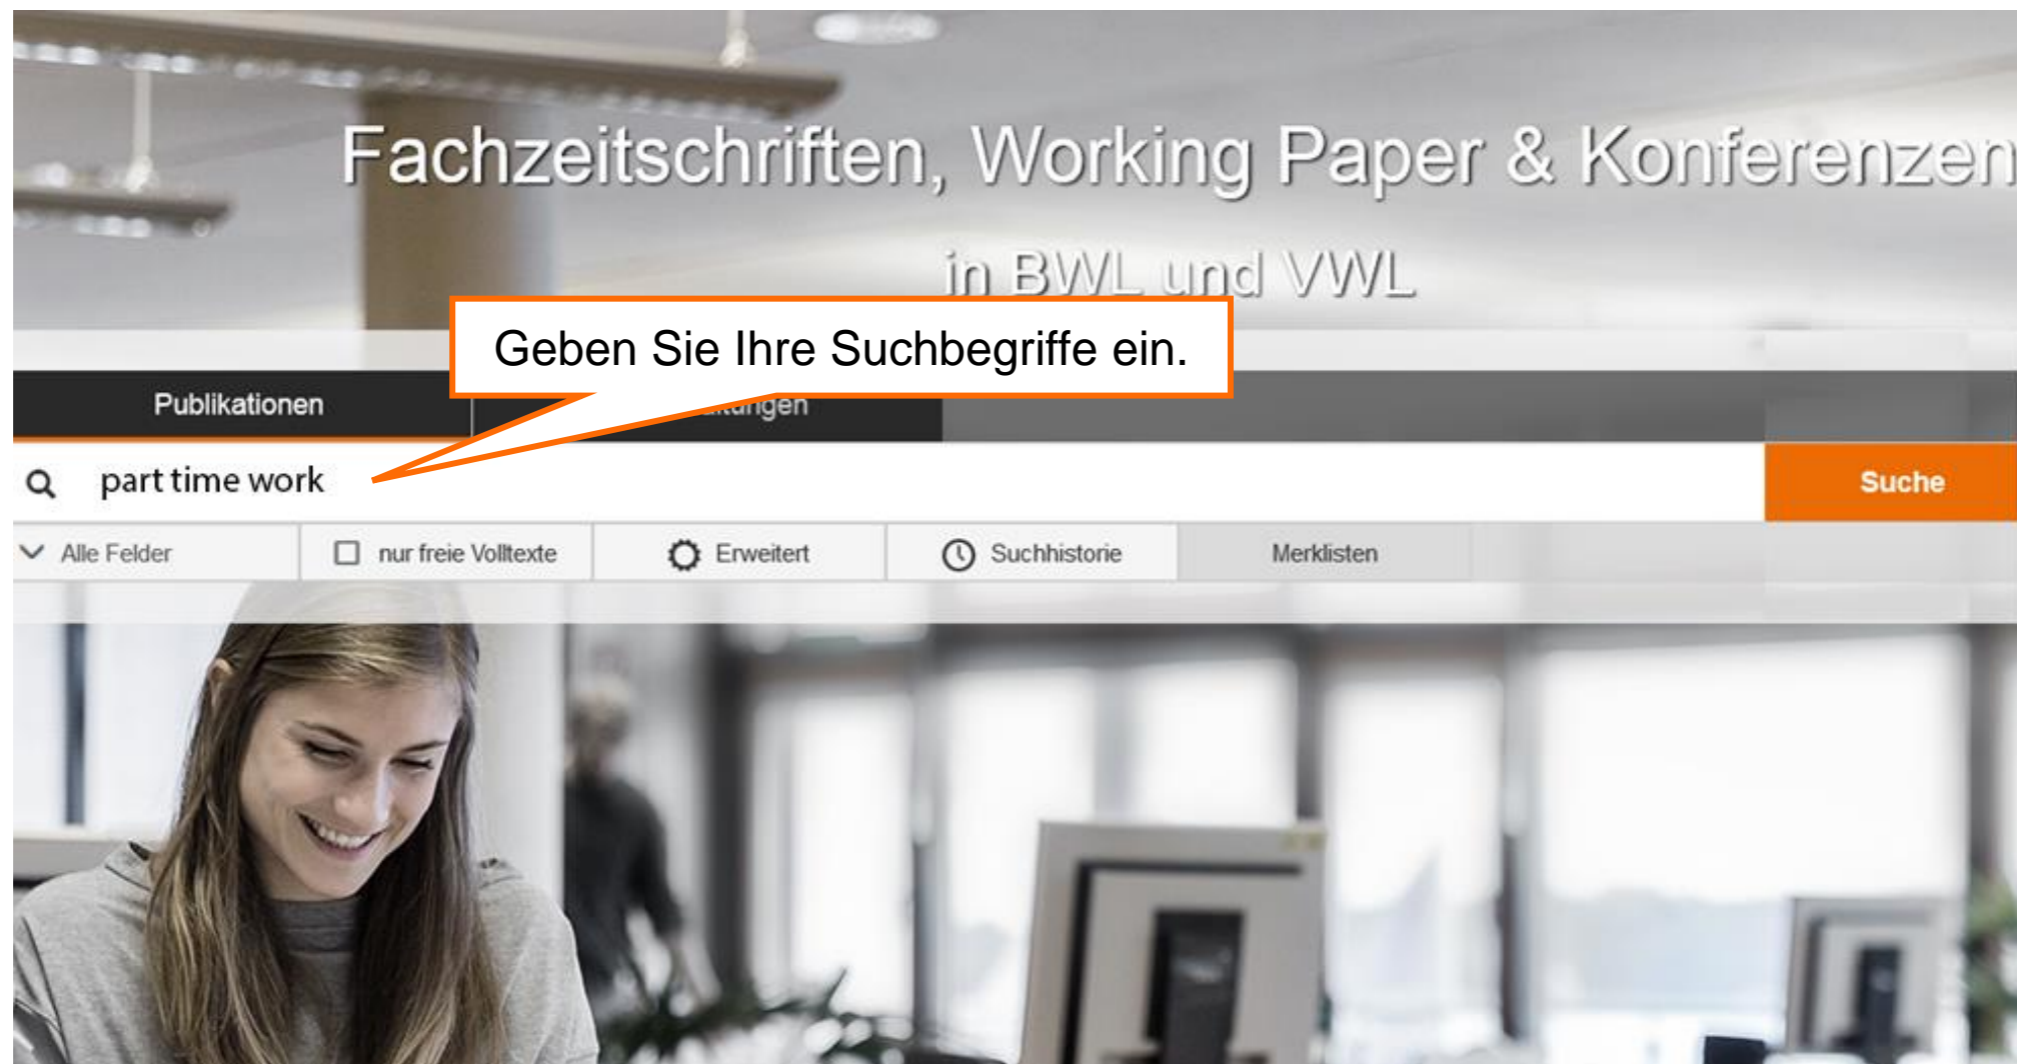 Fachzeitschriften, Working Paper & Konferenzen
in BWL und VWL
Geben Sie Ihre Suchbegriffe ein.
Publikationen
part time work
Suche
Alle Felder
nur freie Volltexte
Erweitert
Suchhistorie
Merklisten